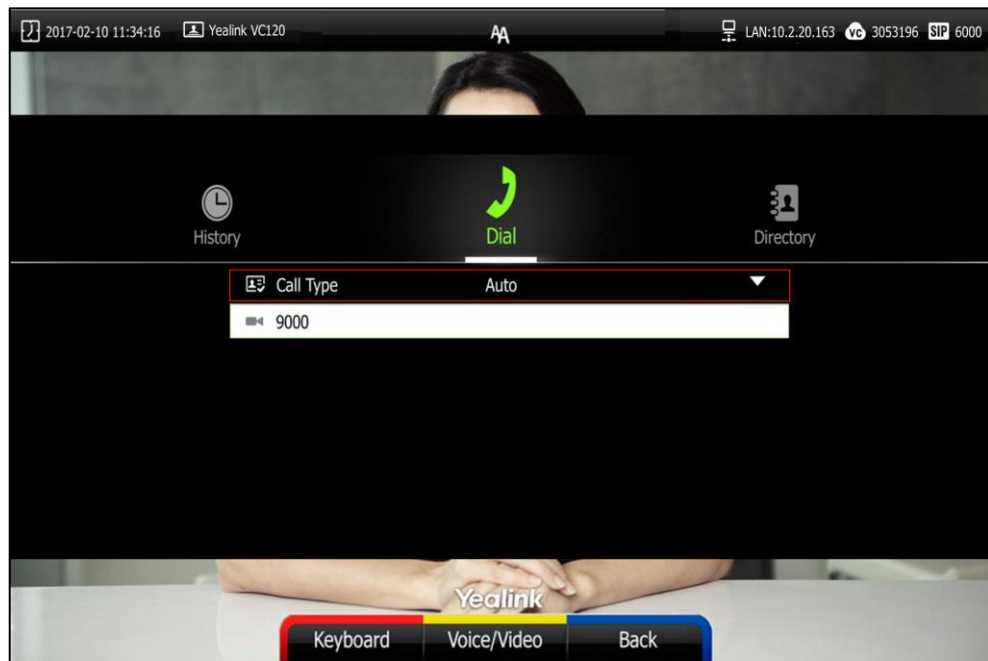 2017-02-10 11:34:16 Yealink VC120 AA LAN:10.2.20.163 VC 3053196 SIP 6000
History Dial Directory
Call Type Auto
9000
Yealink
Keyboard Voice/Video Back